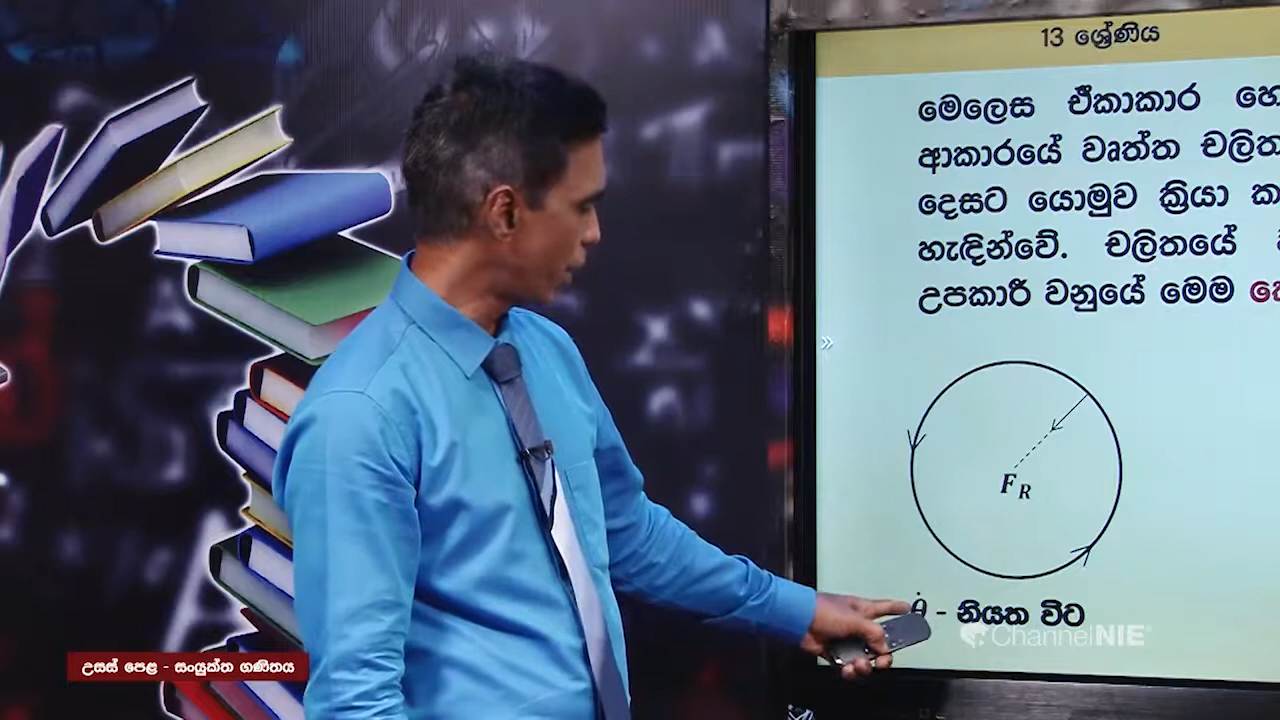 13 ශ්‍රේණිය
මෙලෙස ඒකාකාර
ආකාරයේ වෘත්ත චලිත
දෙසට යොමුව ක්‍රියා
හැඳින්වේ. චලිතයේ
උපකාරී වනුයේ මෙම
»
F_R
θ̇ - නියත විට
ChannelNIE
උසස් පෙළ - සංයුක්ත ගණිතය